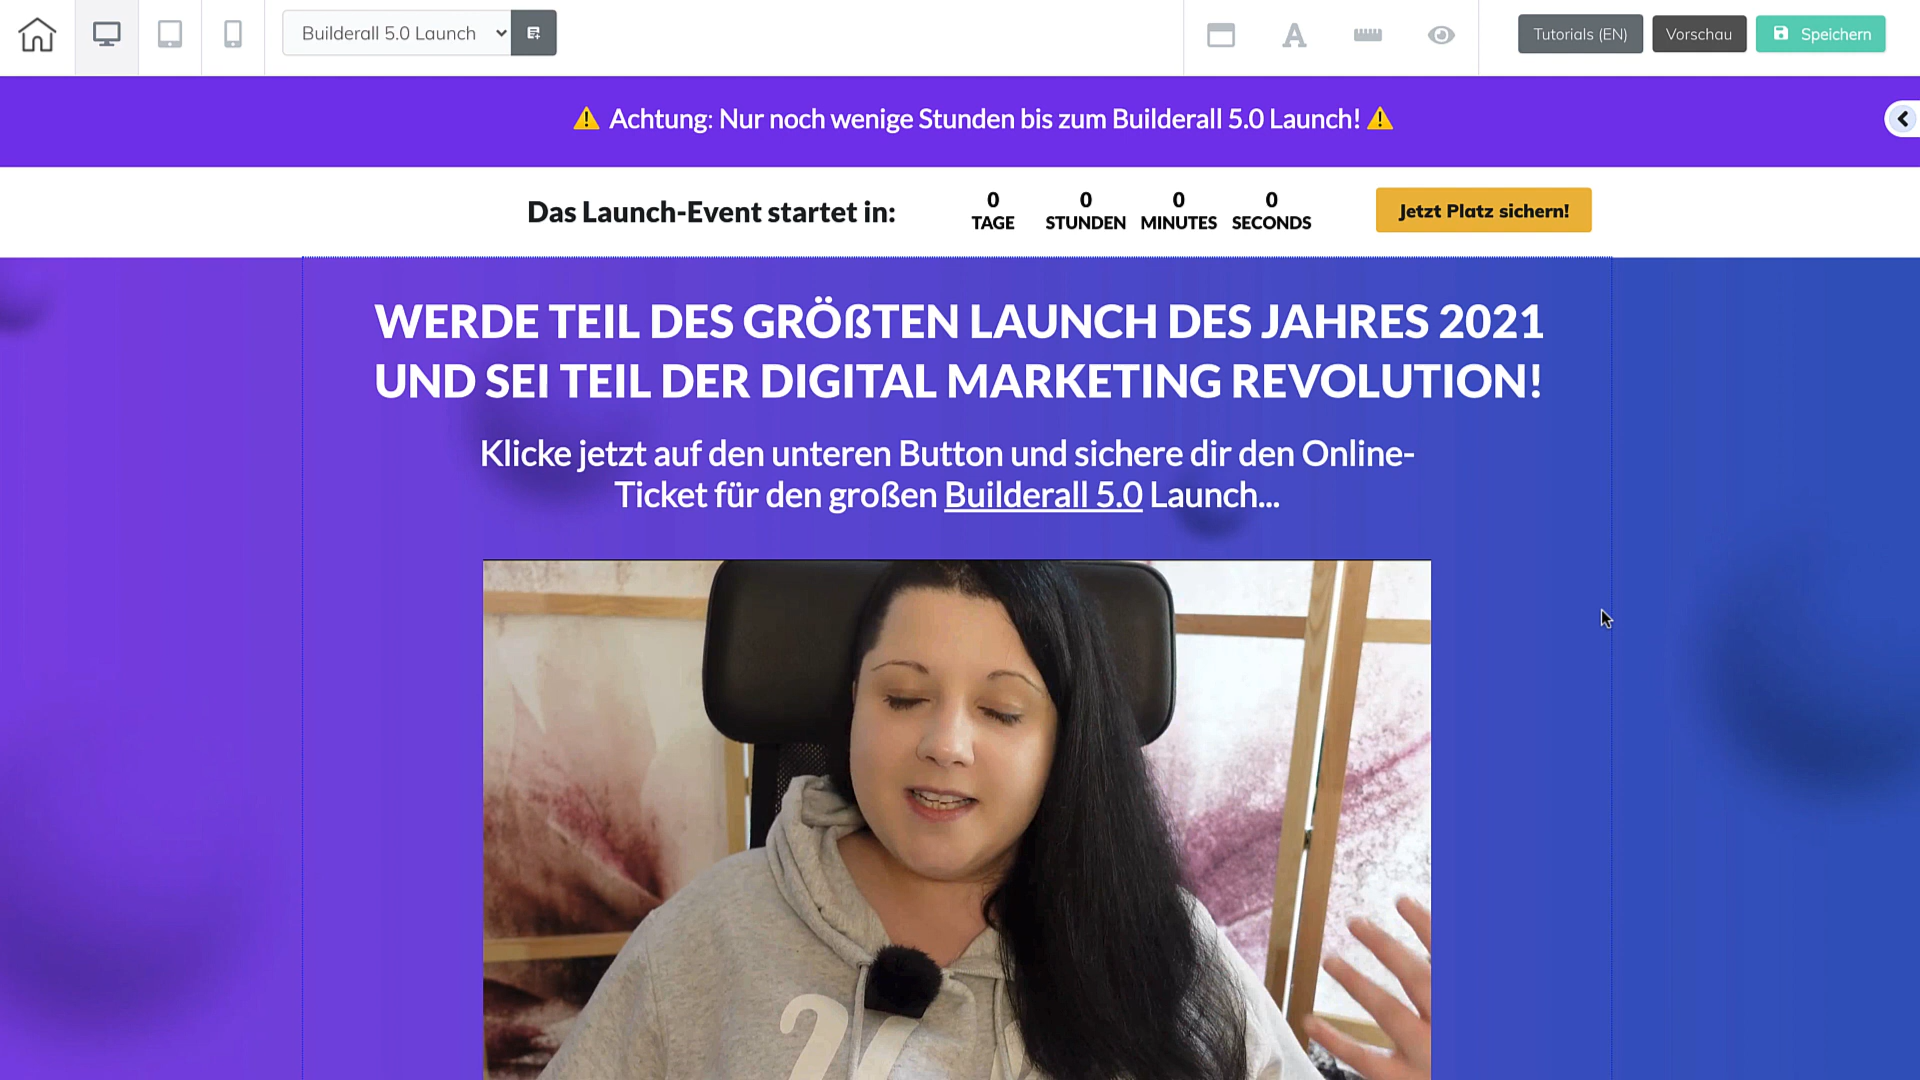 Builderall 5.0 Launch
Tutorials (EN)
Vorschau
Speichern
⚠️ Achtung: Nur noch wenige Stunden bis zum Builderall 5.0 Launch! ⚠️
Das Launch-Event startet in:
0 0 0 0
TAGE STUNDEN MINUTES SECONDS
Jetzt Platz sichern!
WERDE TEIL DES GRÖßTEN LAUNCH DES JAHRES 2021
UND SEI TEIL DER DIGITAL MARKETING REVOLUTION!
Klicke jetzt auf den unteren Button und sichere dir den Online-
Ticket für den großen Builderall 5.0 Launch...